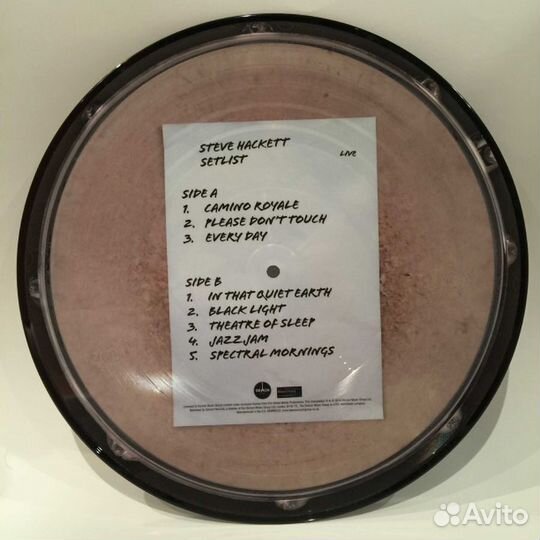 STEVE HACKETT
SETLIST LIVE
SIDE A
1. CAMINO ROYALE
2. PLEASE DON'T TOUCH
3. EVERY DAY
SIDE B
1. IN THAT QUIET EARTH
2. BLACK LIGHT
3. THEATRE OF SLEEP
4. JAZZ JAM
5. SPECTRAL MORNINGS
DEMON
Avito